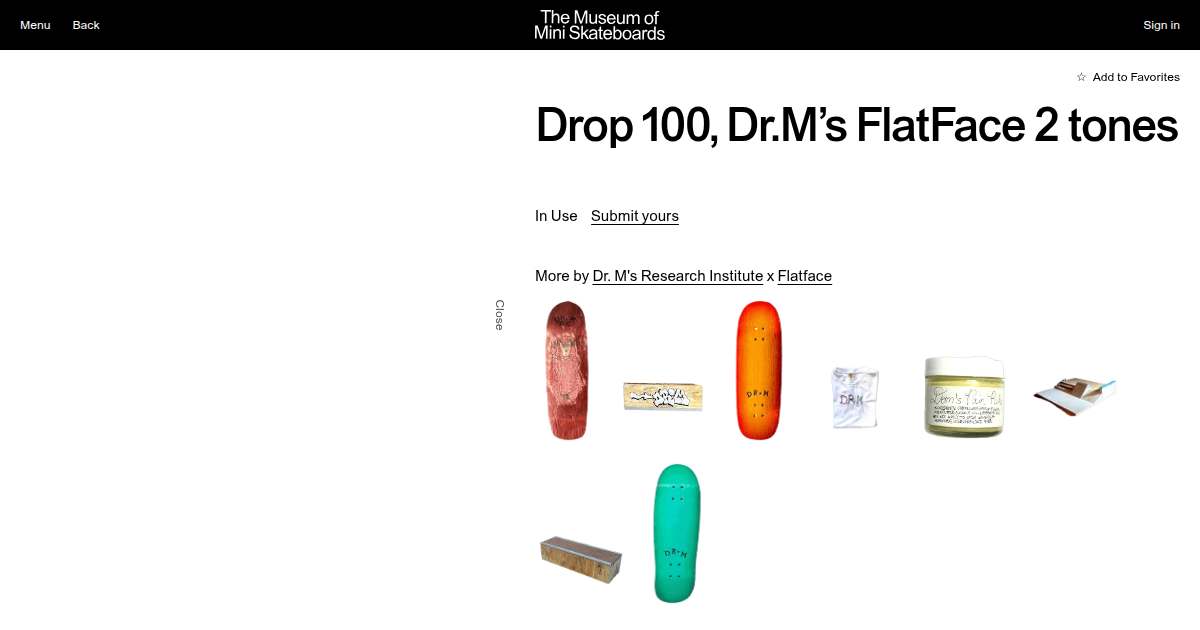 Menu Back
The Museum of
Mini Skateboards
Sign in
☆ Add to Favorites
Drop 100, Dr.M’s FlatFace 2 tones
In Use Submit yours
More by Dr. M's Research Institute x Flatface
Close
DRM
DR•M
DR•M